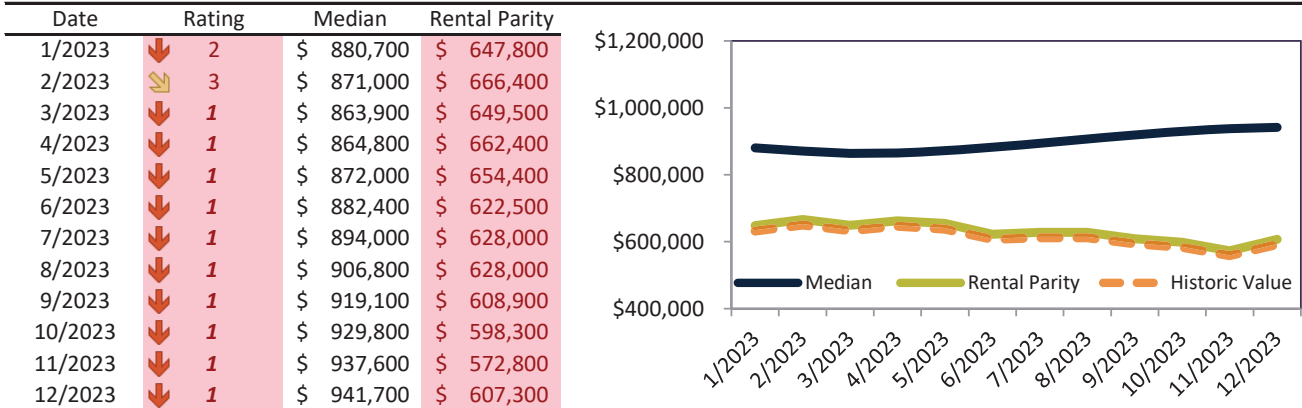 Date Rating Median Rental Parity
1/2023 2 $ 880,700 $ 647,800
2/2023 3 $ 871,000 $ 666,400
3/2023 1 $ 863,900 $ 649,500
4/2023 1 $ 864,800 $ 662,400
5/2023 1 $ 872,000 $ 654,400
6/2023 1 $ 882,400 $ 622,500
7/2023 1 $ 894,000 $ 628,000
8/2023 1 $ 906,800 $ 628,000
9/2023 1 $ 919,100 $ 608,900
10/2023 1 $ 929,800 $ 598,300
11/2023 1 $ 937,600 $ 572,800
12/2023 1 $ 941,700 $ 607,300
$1,200,000
$1,000,000
$800,000
$600,000
$400,000
Median Rental Parity Historic Value
1/2023 2/2023 3/2023 4/2023 5/2023 6/2023 7/2023 8/2023 9/2023 10/2023 11/2023 12/2023